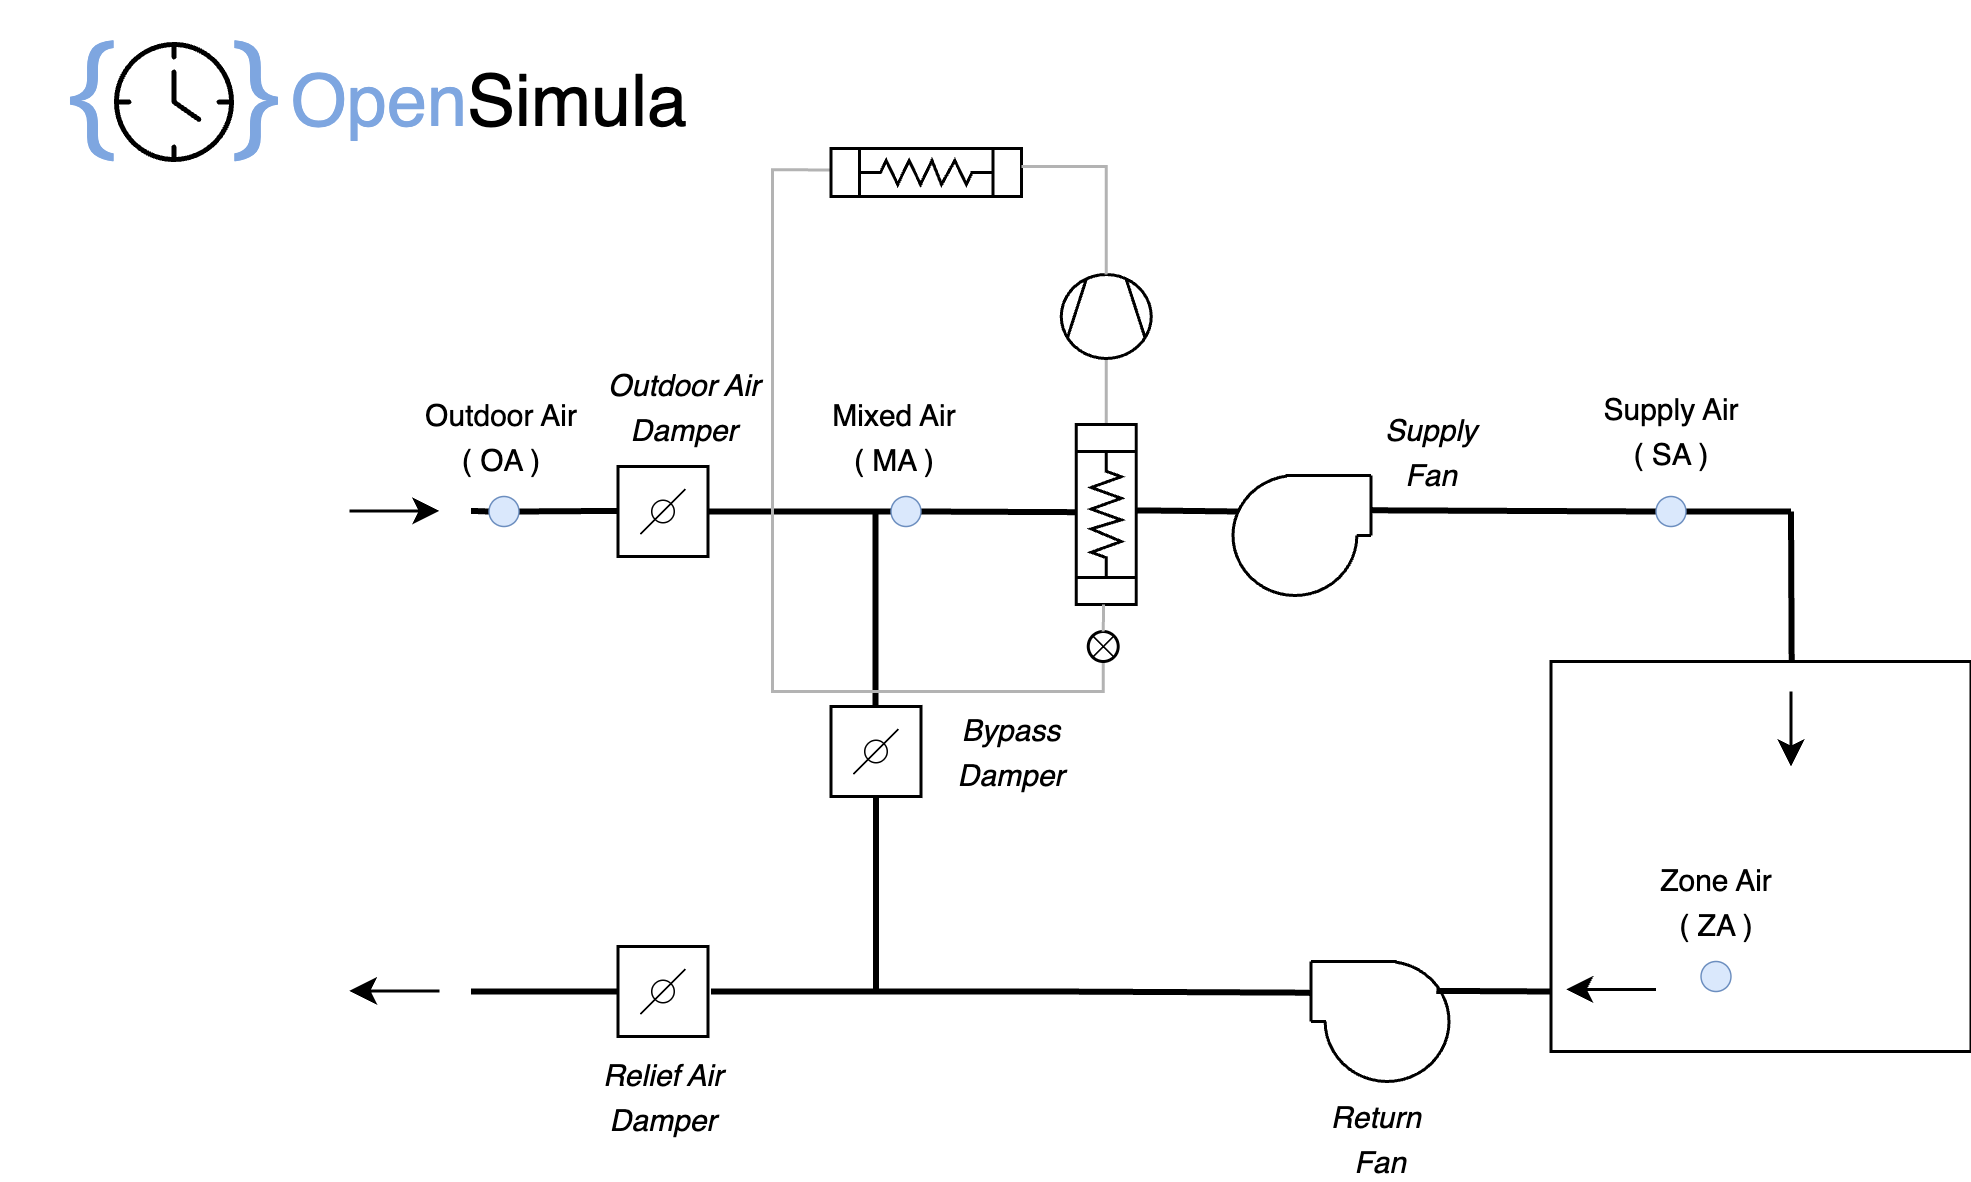 { } OpenSimula
Outdoor Air
( OA )
Outdoor Air
Damper
Mixed Air
( MA )
Supply
Fan
Supply Air
( SA )
Bypass
Damper
Zone Air
( ZA )
Relief Air
Damper
Return
Fan